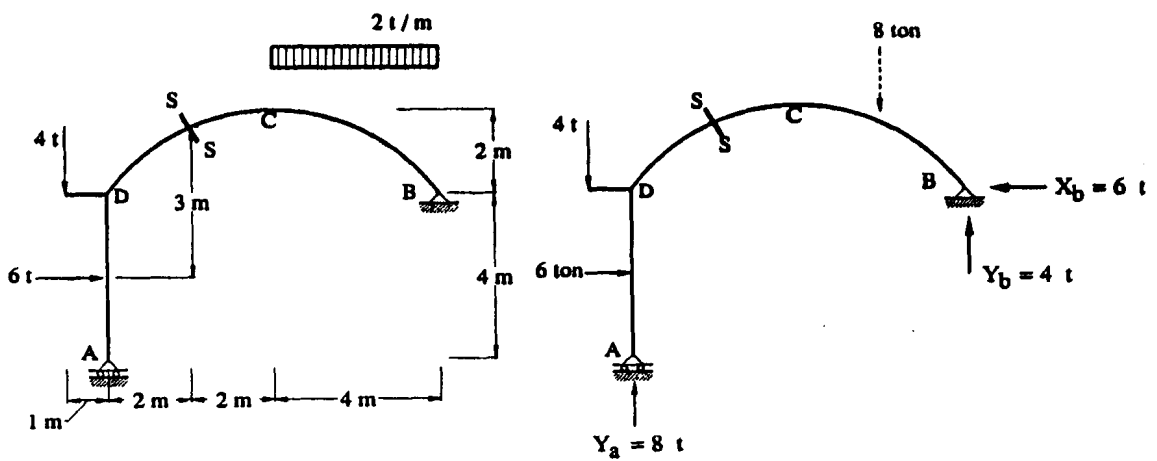 2 t / m
S
S
C
4 t
D
3 m
2 m
B
6 t
4 m
A
1 m
2 m
2 m
4 m
8 ton
S
S
C
D
B
X_b = 6 t
6 ton
Y_b = 4 t
A
Y_a = 8 t